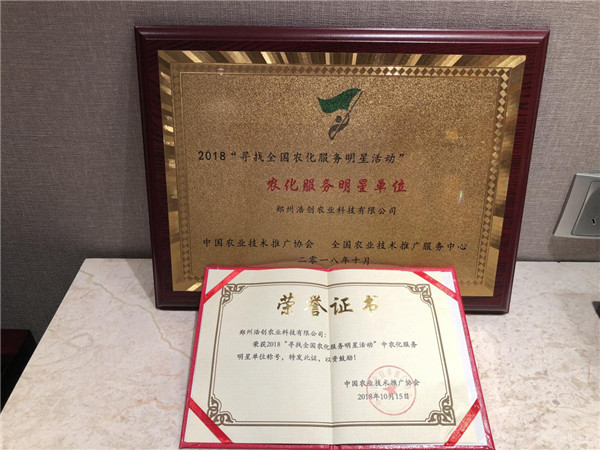 2018“寻找全国农化服务明星活动”
农化服务明星单位
郑州浩创农业科技有限公司
中国农业技术推广协会 全国农业技术推广服务中心
二零一八年十月
荣誉证书
郑州浩创农业科技有限公司:
荣获2018“寻找全国农化服务明星活动”中农化服务
明星单位称号，特发此证，以资鼓励！
中国农业技术推广协会
2018年10月15日